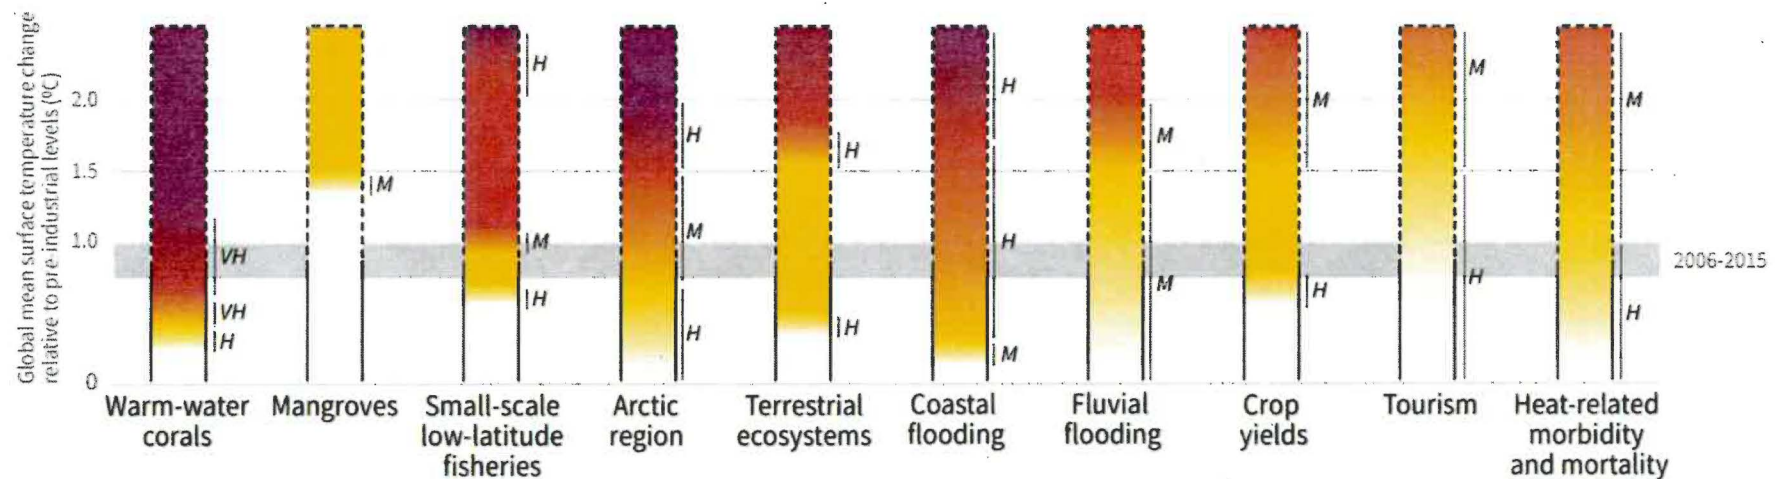 Global mean surface temperature change
relative to pre-industrial levels (ºC)
2.0
1.5
1.0
0
H
M
H
H
H
M
H
M
M
M
H
VH
M
M
H
2006-2015
VH
H
H
H
H
H
M
M
H
H
H
Warm-water
corals
Mangroves
Small-scale
low-latitude
fisheries
Arctic
region
Terrestrial
ecosystems
Coastal
flooding
Fluvial
flooding
Crop
yields
Tourism
Heat-related
morbidity
and mortality